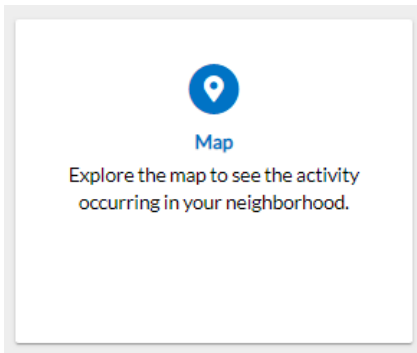 Map
Explore the map to see the activity
occurring in your neighborhood.